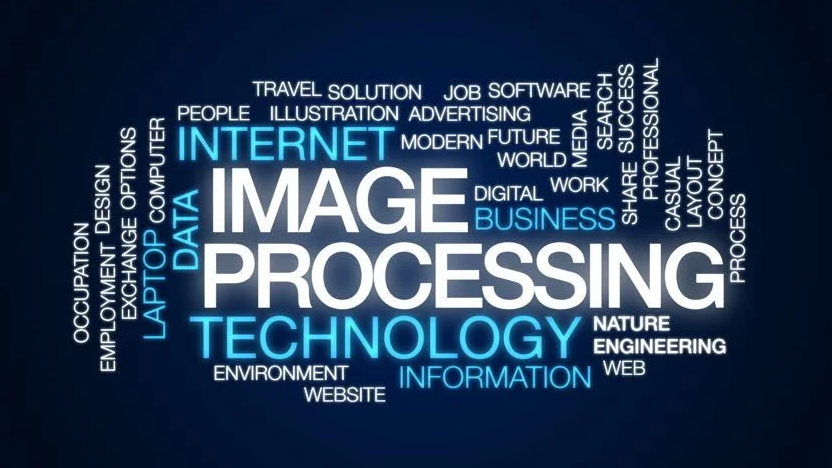 TRAVEL SOLUTION JOB SOFTWARE
PEOPLE ILLUSTRATION ADVERTISING
INTERNET MODERN FUTURE
WORLD
MEDIA
SEARCH
SUCCESS
PROFESSIONAL
IMAGE
DIGITAL WORK
BUSINESS
SHARE
CASUAL
LAYOUT
CONCEPT
PROCESS
OCCUPATION
EMPLOYMENT DESIGN
EXCHANGE OPTIONS
LAPTOP COMPUTER
DATA
PROCESSING
TECHNOLOGY NATURE
ENGINEERING
ENVIRONMENT INFORMATION WEB
WEBSITE